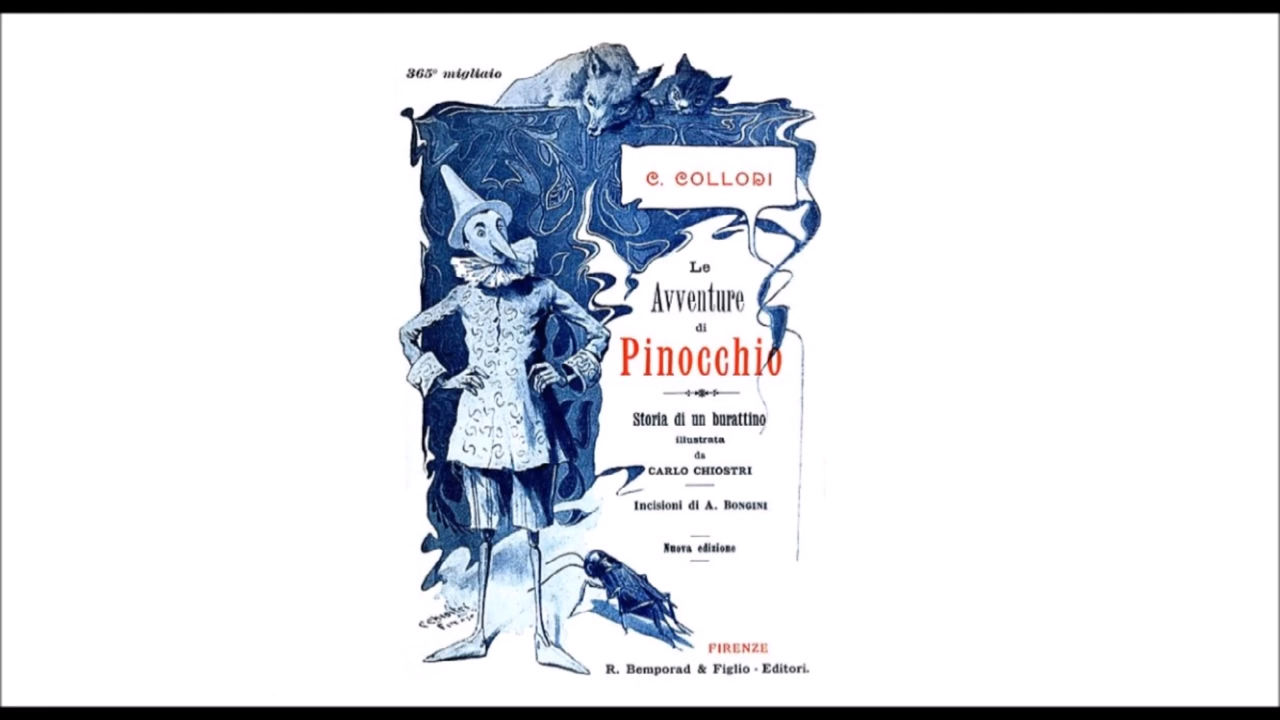 365º migliaio
C. COLLODI
Le
Avventure
di
Pinocchio
Storia di un burattino
illustrata
da
CARLO CHIOSTRI
Incisioni di A. BONGINI
Nuova edizione
FIRENZE
R. Bemporad & Figlio - Editori.